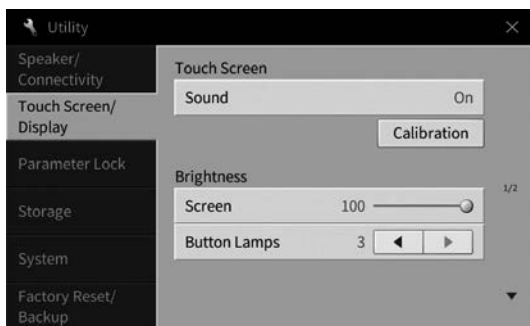 Utility
Speaker/
Connectivity
Touch Screen/
Display
Parameter Lock
Storage
System
Factory Reset/
Backup
Touch Screen
Sound On
Calibration
Brightness
Screen 100
Button Lamps 3
1/2